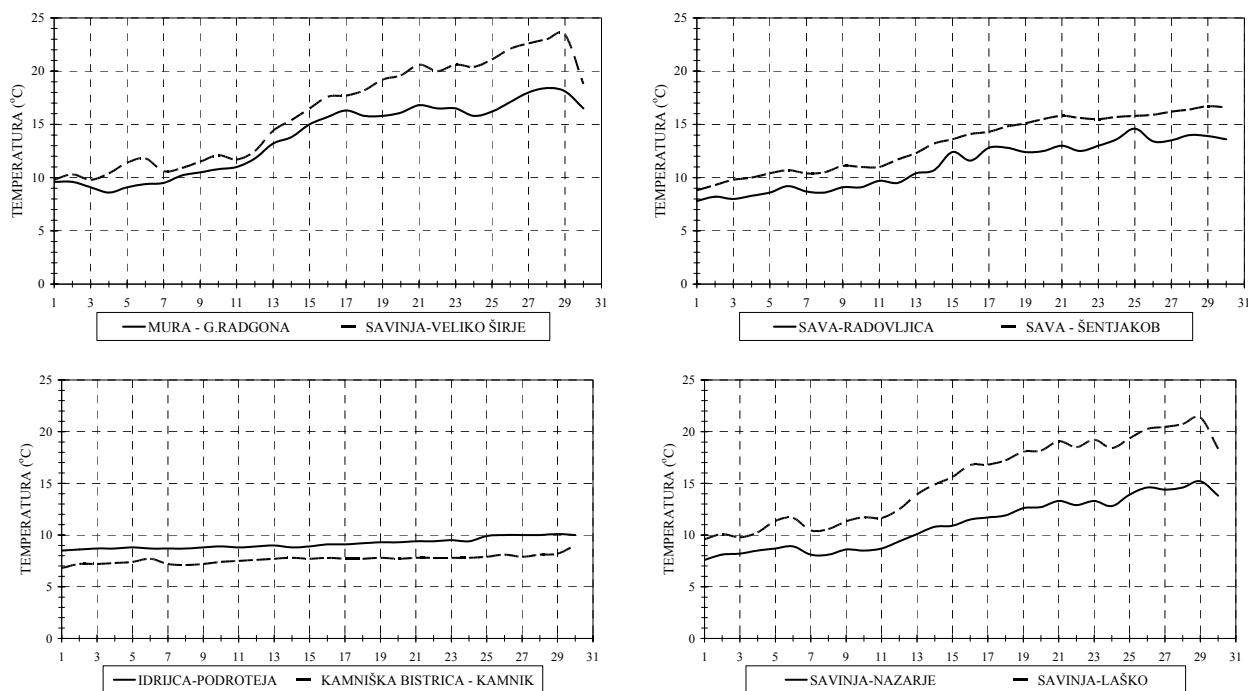 25
20
15
10
5
0
TEMPERATURA (°C)
1 3 5 7 9 11 13 15 17 19 21 23 25 27 29 31
MURA - G.RADGONA SAVINJA-VELIKO ŠIRJE
25
20
15
10
5
0
TEMPERATURA (°C)
1 3 5 7 9 11 13 15 17 19 21 23 25 27 29 31
SAVA-RADOVLJICA SAVA - ŠENTJAKOB
25
20
15
10
5
0
TEMPERATURA (°C)
1 3 5 7 9 11 13 15 17 19 21 23 25 27 29 31
IDRIJCA-PODROTEJA KAMNIŠKA BISTRICA - KAMNIK
25
20
15
10
5
0
TEMPERATURA (°C)
1 3 5 7 9 11 13 15 17 19 21 23 25 27 29 31
SAVINJA-NAZARJE SAVINJA-LAŠKO